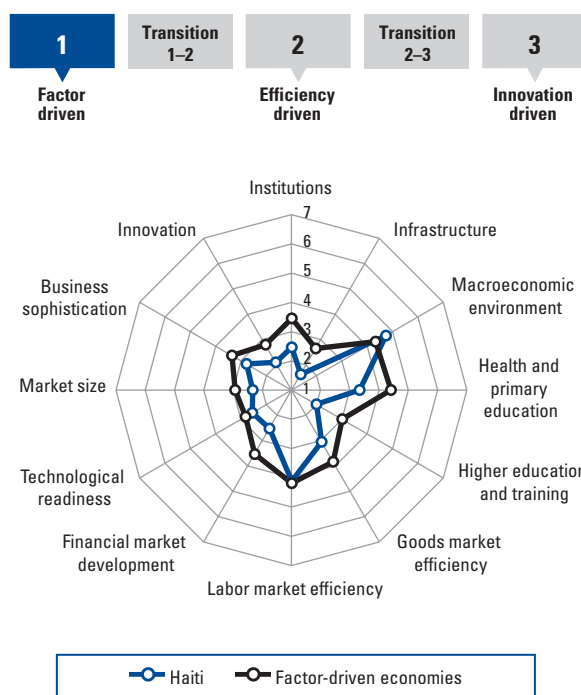 1
Transition
1–2
2
Transition
2–3
3
Factor
driven
Efficiency
driven
Innovation
driven
Institutions
7
6
5
4
3
2
1
Infrastructure
Macroeconomic
environment
Health and
primary
education
Higher education
and training
Goods market
efficiency
Labor market efficiency
Financial market
development
Technological
readiness
Market size
Business
sophistication
Innovation
Haiti
Factor-driven economies